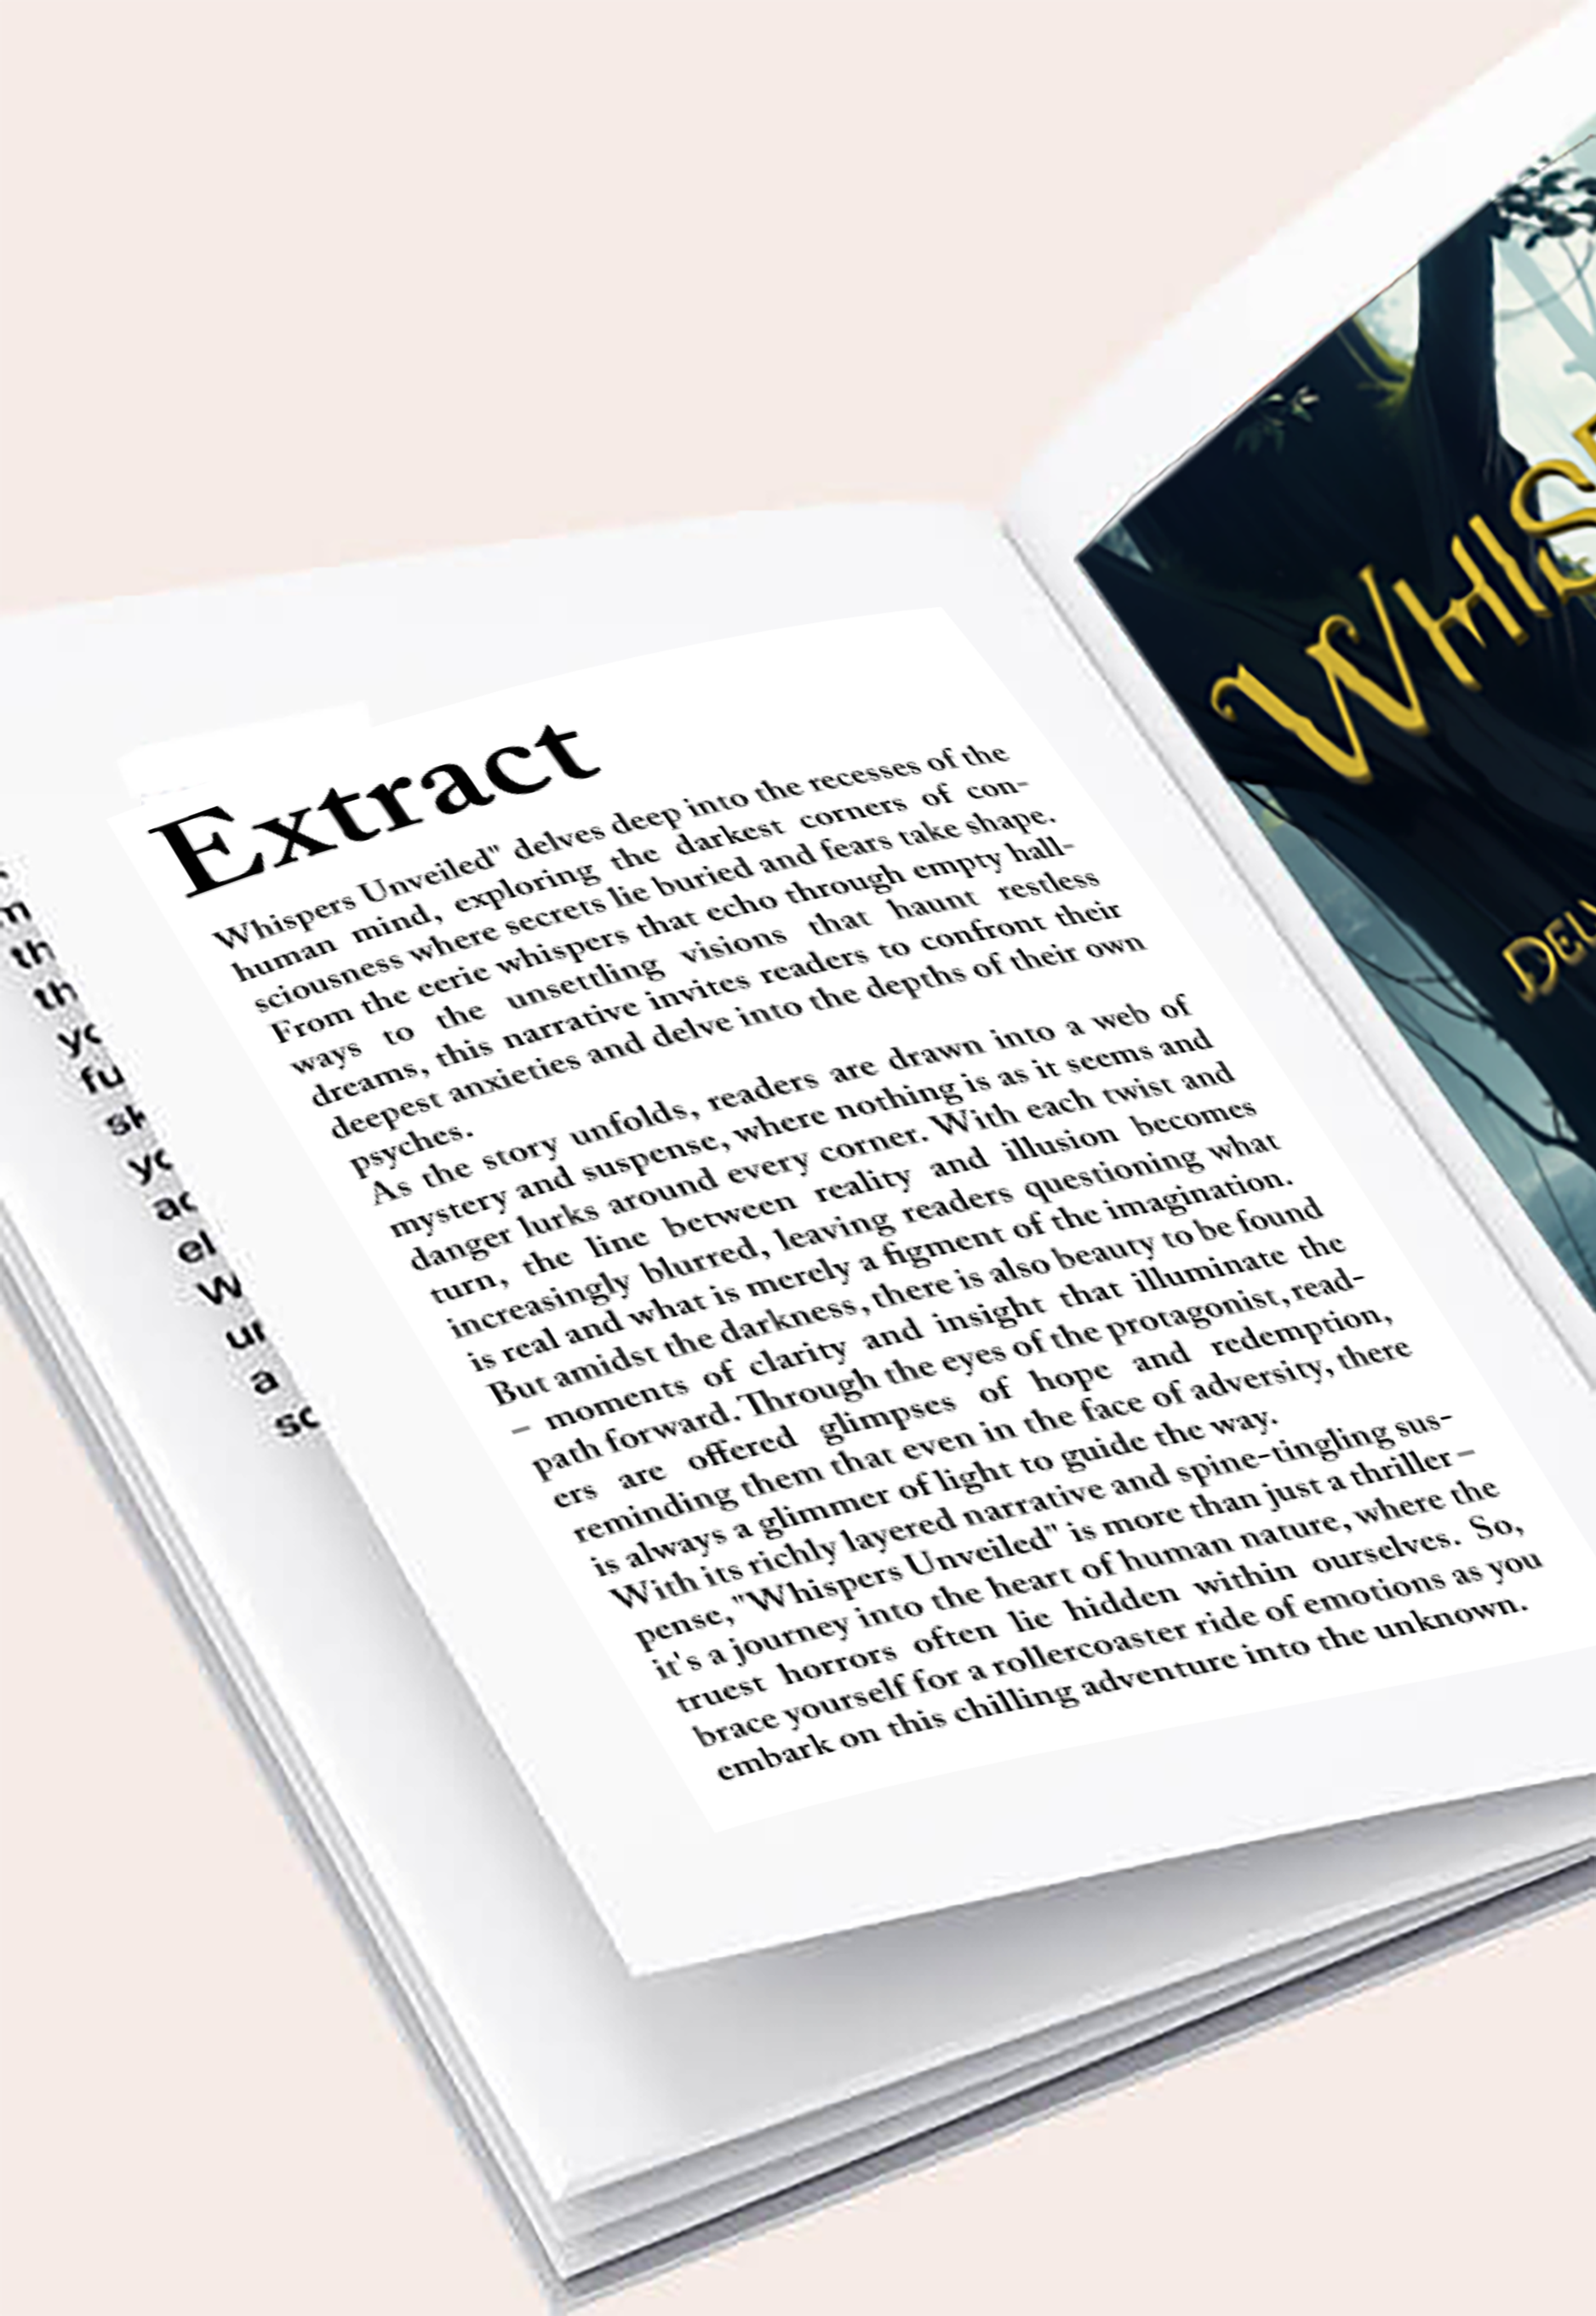 m
th
th
yo
fu
sk
yo
ac
el
W
a
so
Extract
Whispers Unveiled" delves deep into the recesses of the
human mind, exploring the darkest corners of con-
sciousness where secrets lie buried and fears take shape.
From the eerie whispers that echo through empty hall-
ways to the unsettling visions that haunt restless
dreams, this narrative invites readers to confront their
deepest anxieties and delve into the depths of their own
psyches.
As the story unfolds, readers are drawn into a web of
mystery and suspense, where nothing is as it seems and
danger lurks around every corner. With each twist and
turn, the line between reality and illusion becomes
increasingly blurred, leaving readers questioning what
is real and what is merely a figment of the imagination.
But amidst the darkness, there is also beauty to be found
– moments of clarity and insight that illuminate the
path forward. Through the eyes of the protagonist, read-
ers are offered glimpses of hope and redemption,
reminding them that even in the face of adversity, there
is always a glimmer of light to guide the way.
With its richly layered narrative and spine-tingling sus-
pense, "Whispers Unveiled" is more than just a thriller –
it's a journey into the heart of human nature, where the
truest horrors often lie hidden within ourselves. So,
brace yourself for a rollercoaster ride of emotions as you
embark on this chilling adventure into the unknown.
WHISP
DELV